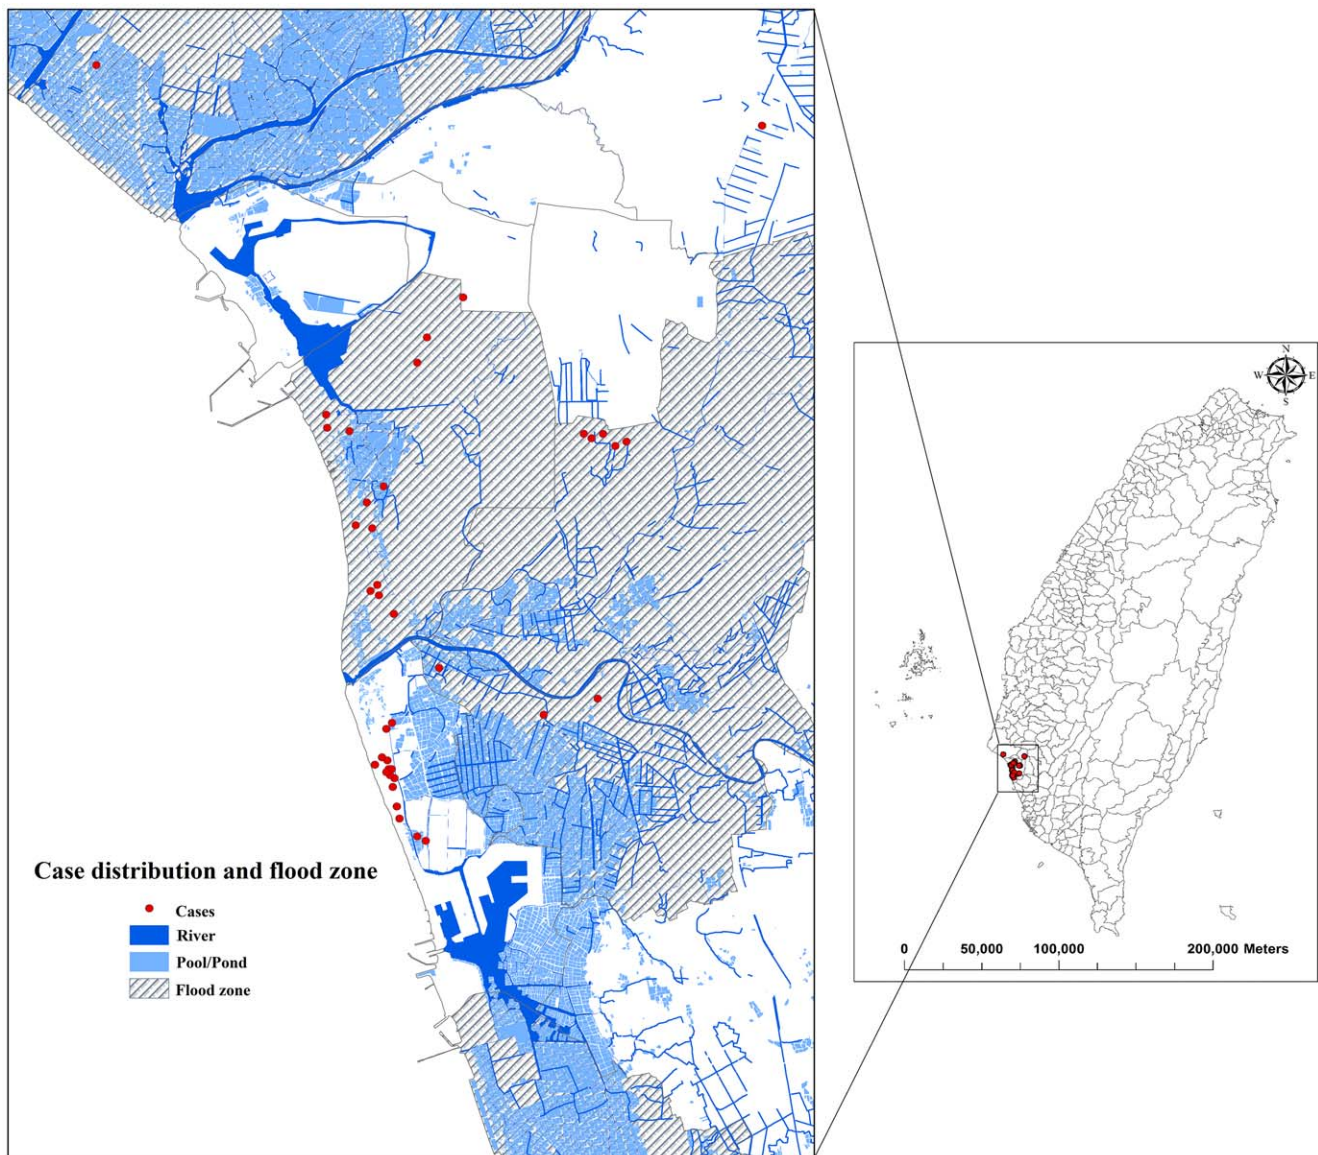 Case distribution and flood zone
Cases
River
Pool/Pond
Flood zone
N
W E
S
0 50,000 100,000 200,000 Meters